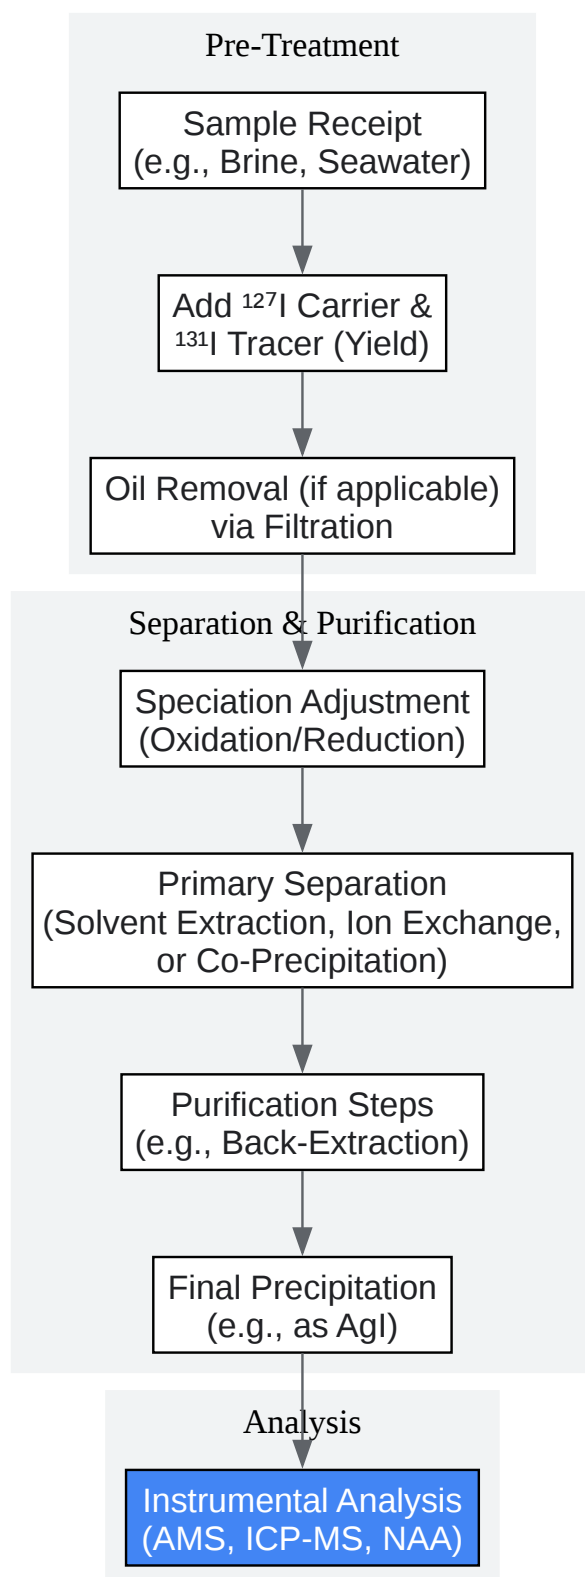 Pre-Treatment
Sample Receipt
(e.g., Brine, Seawater)
Add ¹²⁷I Carrier &
¹³¹I Tracer (Yield)
Oil Removal (if applicable)
via Filtration
Separation & Purification
Speciation Adjustment
(Oxidation/Reduction)
Primary Separation
(Solvent Extraction, Ion Exchange,
or Co-Precipitation)
Purification Steps
(e.g., Back-Extraction)
Final Precipitation
(e.g., as AgI)
Analysis
Instrumental Analysis
(AMS, ICP-MS, NAA)